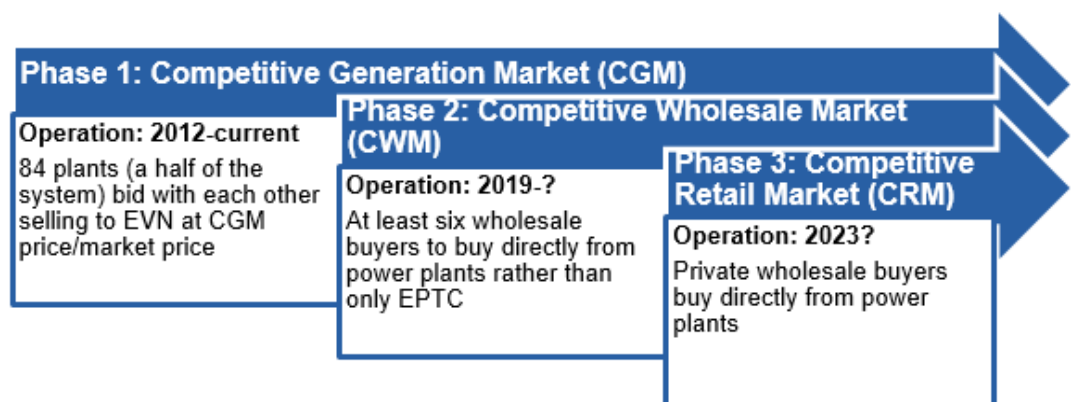 Phase 1: Competitive Generation Market (CGM)
Operation: 2012-current
84 plants (a half of the
system) bid with each other
selling to EVN at CGM
price/market price
Phase 2: Competitive Wholesale Market
(CWM)
Operation: 2019-?
At least six wholesale
buyers to buy directly from
power plants rather than
only EPTC
Phase 3: Competitive
Retail Market (CRM)
Operation: 2023?
Private wholesale buyers
buy directly from power
plants